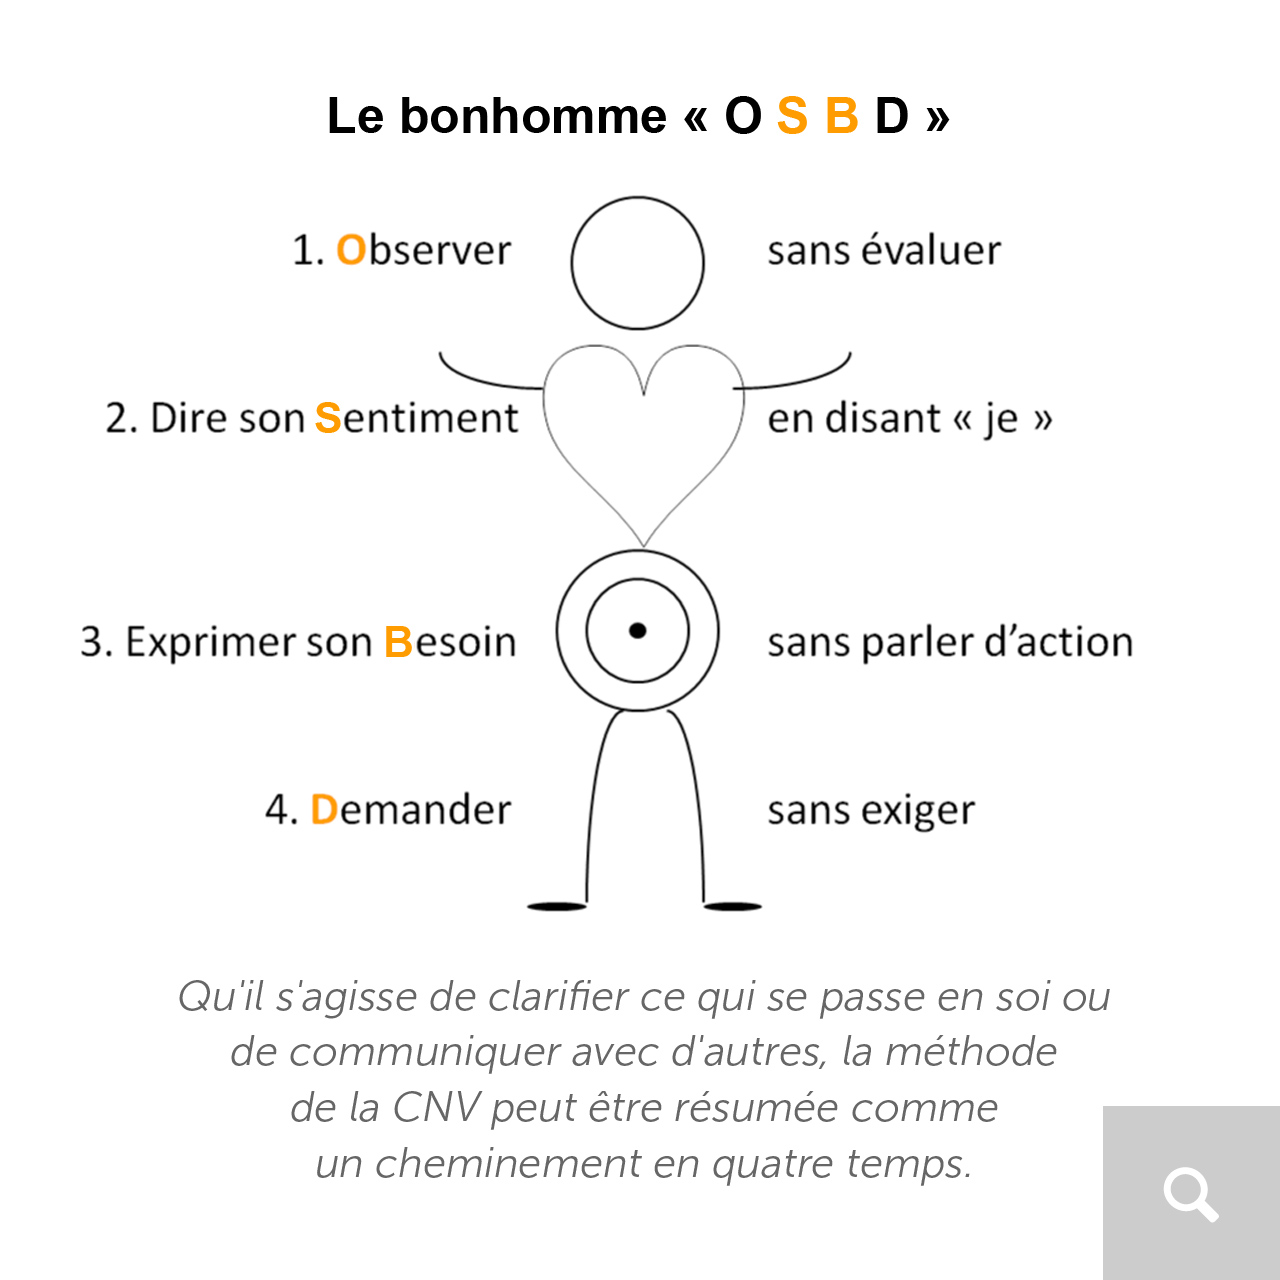 Le bonhomme « O S B D »
1. Observer sans évaluer
2. Dire son Sentiment en disant « je »
3. Exprimer son Besoin sans parler d’action
4. Demander sans exiger
Qu'il s'agisse de clarifier ce qui se passe en soi ou
de communiquer avec d'autres, la méthode
de la CNV peut être résumée comme
un cheminement en quatre temps.